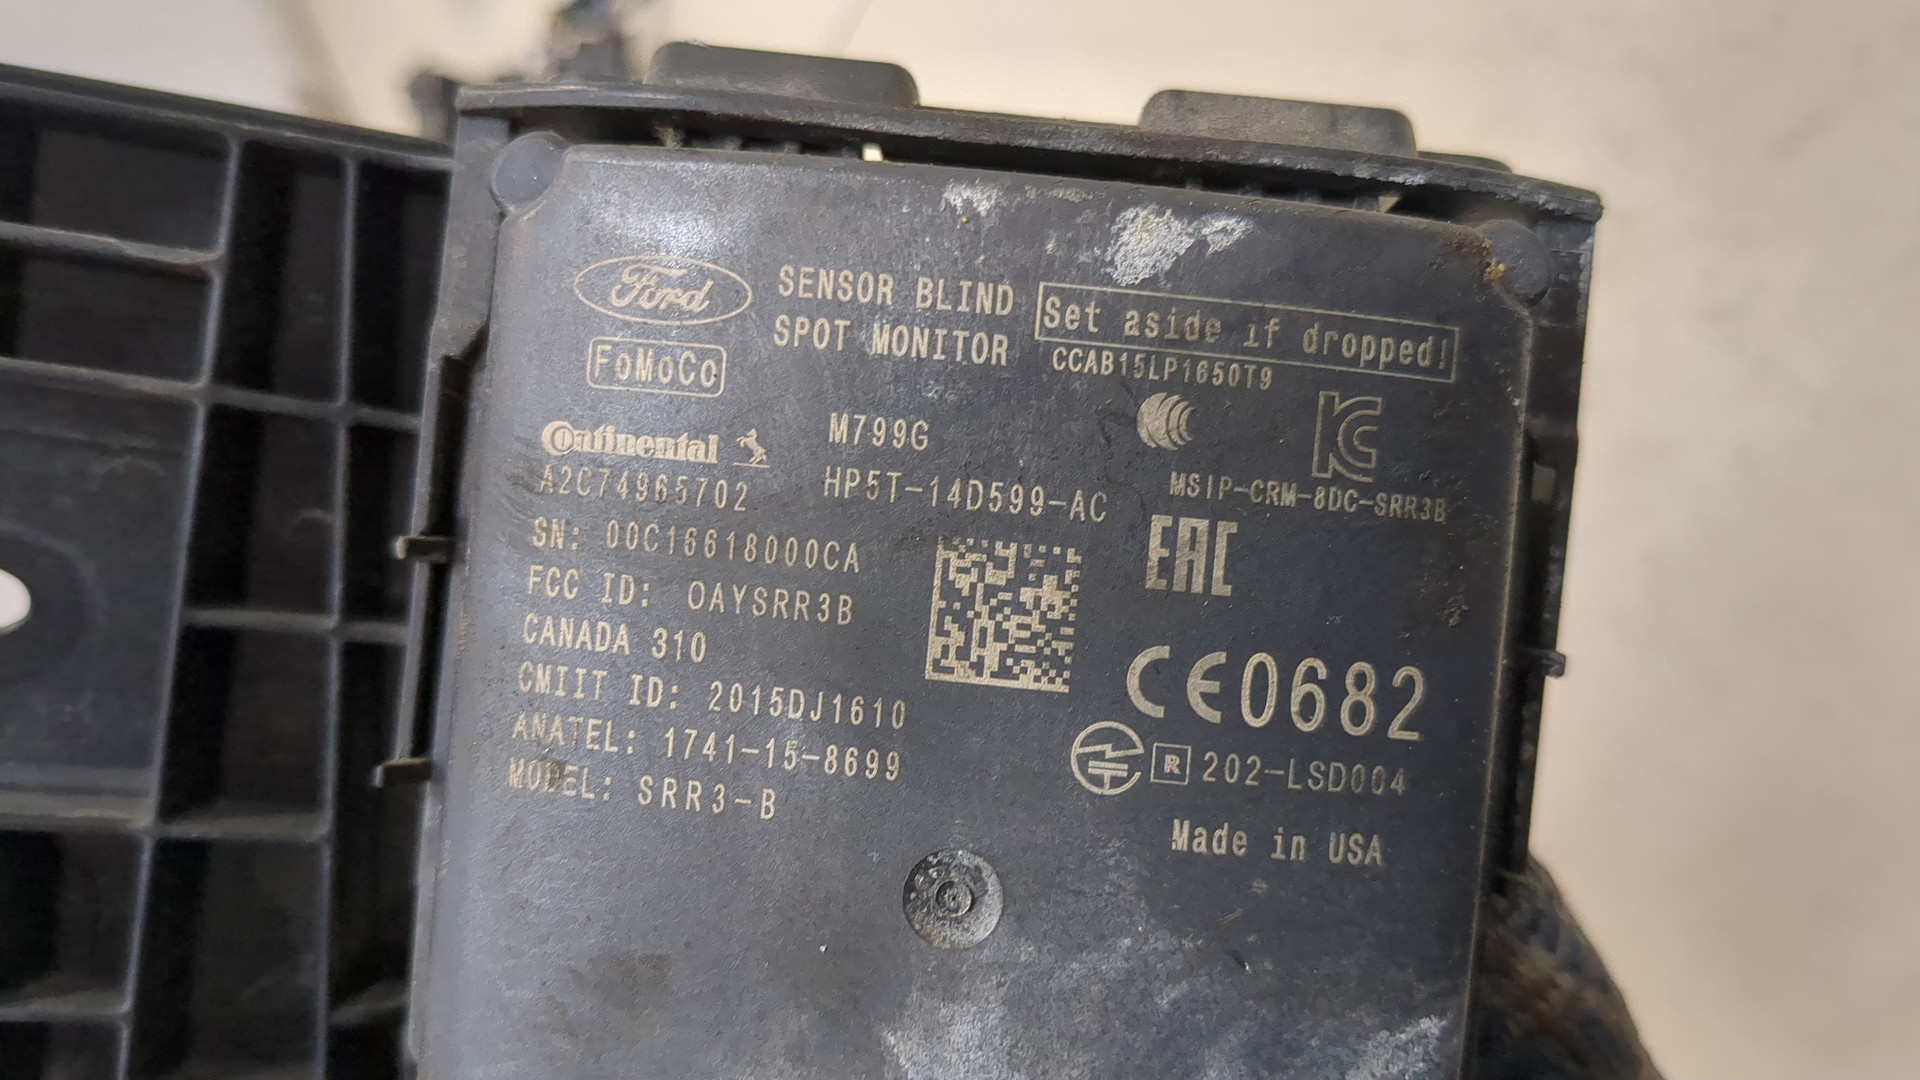 Ford
FoMoCo
SENSOR BLIND
SPOT MONITOR
Set aside if dropped!
CCAB15LP1650T9
Continental
A2C74965702
M799G
HP5T-14D599-AC
MSIP-CRM-8DC-SRR3B
SN: 00C16618000CA
FCC ID: OAYSRR3B
CANADA 310
CMIIT ID: 2015DJ1610
ANATEL: 1741-15-8699
MODEL: SRR3-B
EAC
CE0682
R 202-LSD004
Made in USA